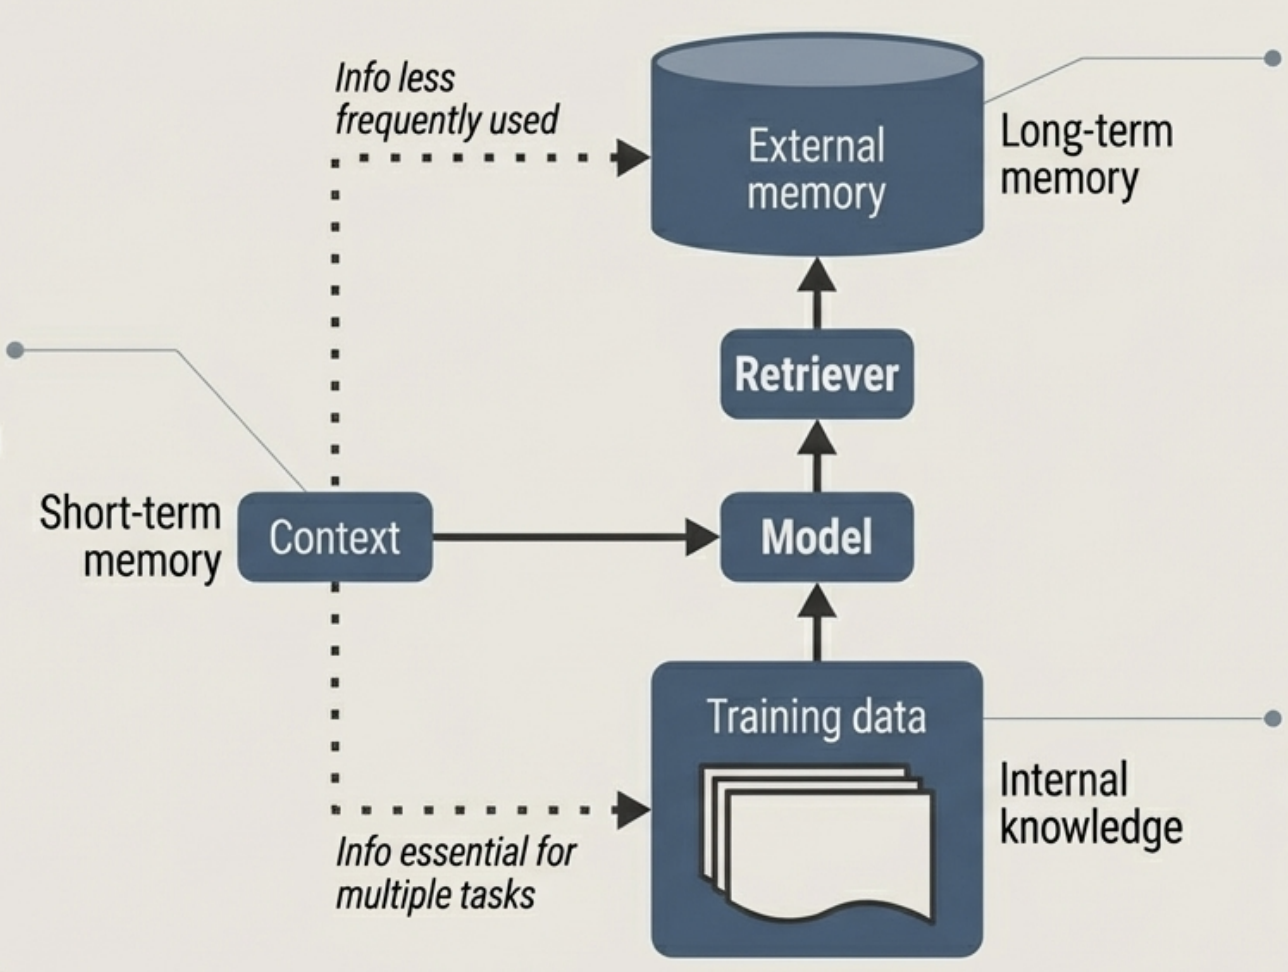 Info less
frequently used
External
memory
Long-term
memory
Retriever
Short-term
memory
Context
Model
Training data
Internal
knowledge
Info essential for
multiple tasks